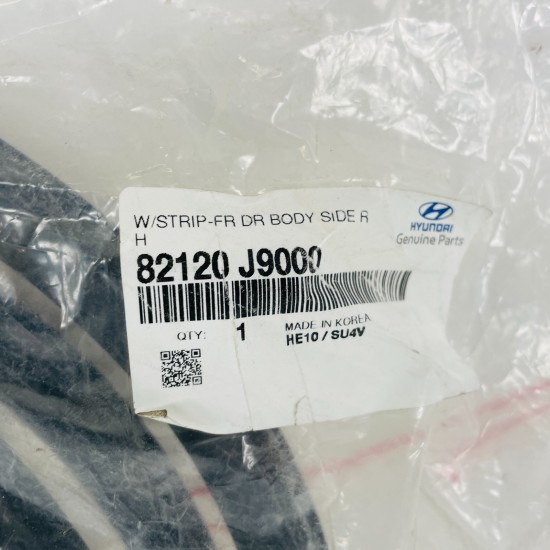 W/STRIP-FR DR BODY SIDE R
H
HYUNDAI
Genuine Parts
82120 J9000
QTY: 1 MADE IN KOREA
HE10 / SU4V